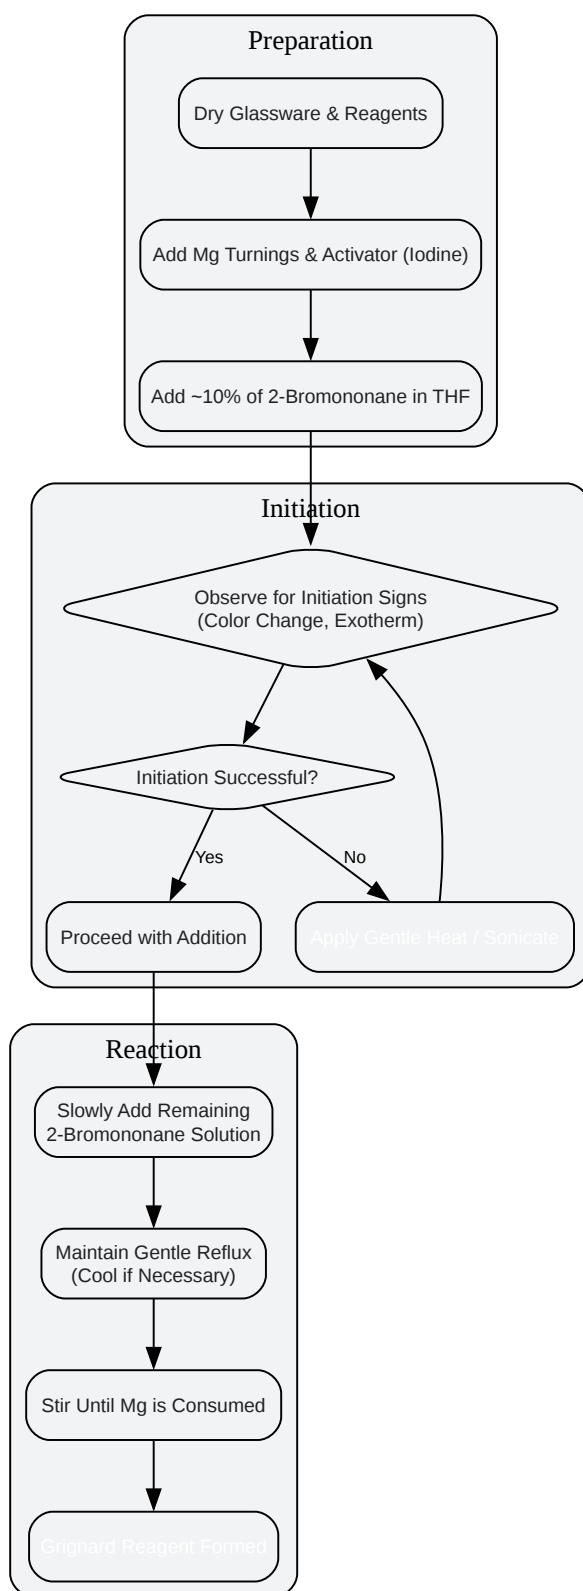 Preparation
Dry Glassware & Reagents
Add Mg Turnings & Activator (Iodine)
Add ~10% of 2-Bromononane in THF
Initiation
Observe for Initiation Signs
(Color Change, Exotherm)
Initiation Successful?
Yes
No
Proceed with Addition
Apply Gentle Heat / Sonicate
Reaction
Slowly Add Remaining
2-Bromononane Solution
Maintain Gentle Reflux
(Cool if Necessary)
Stir Until Mg is Consumed
Grignard Reagent Formed